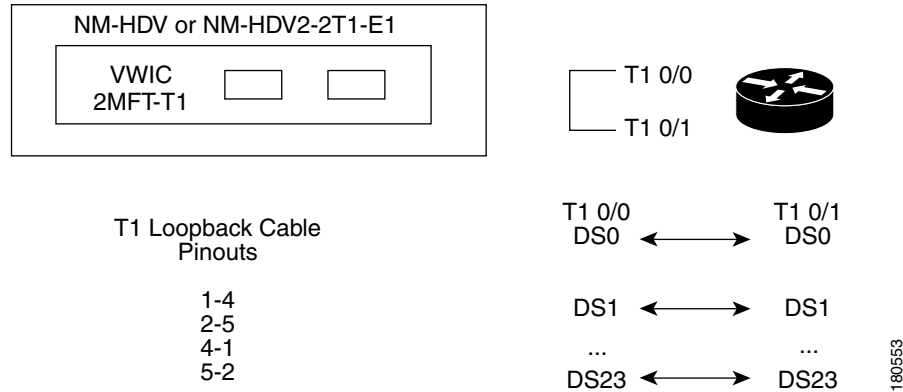 NM-HDV or NM-HDV2-2T1-E1
VWIC
2MFT-T1
T1 0/0
T1 0/1
T1 Loopback Cable
Pinouts
1-4
2-5
4-1
5-2
T1 0/0 T1 0/1
DS0 DS0
DS1 DS1
... ...
DS23 DS23
180553